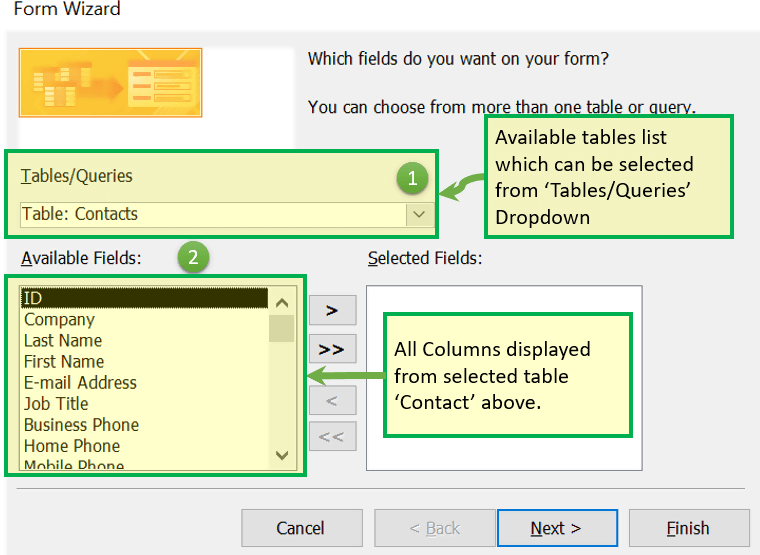 Form Wizard
Which fields do you want on your form?
You can choose from more than one table or query.
Available tables list
which can be selected
from ‘Tables/Queries’
Dropdown
Tables/Queries
1
Table: Contacts
Available Fields:
2
Selected Fields:
ID
Company
Last Name
First Name
E-mail Address
Job Title
Business Phone
Home Phone
Mobile Phone
>
>>
<
<<
All Columns displayed
from selected table
‘Contact’ above.
Cancel
< Back
Next >
Finish